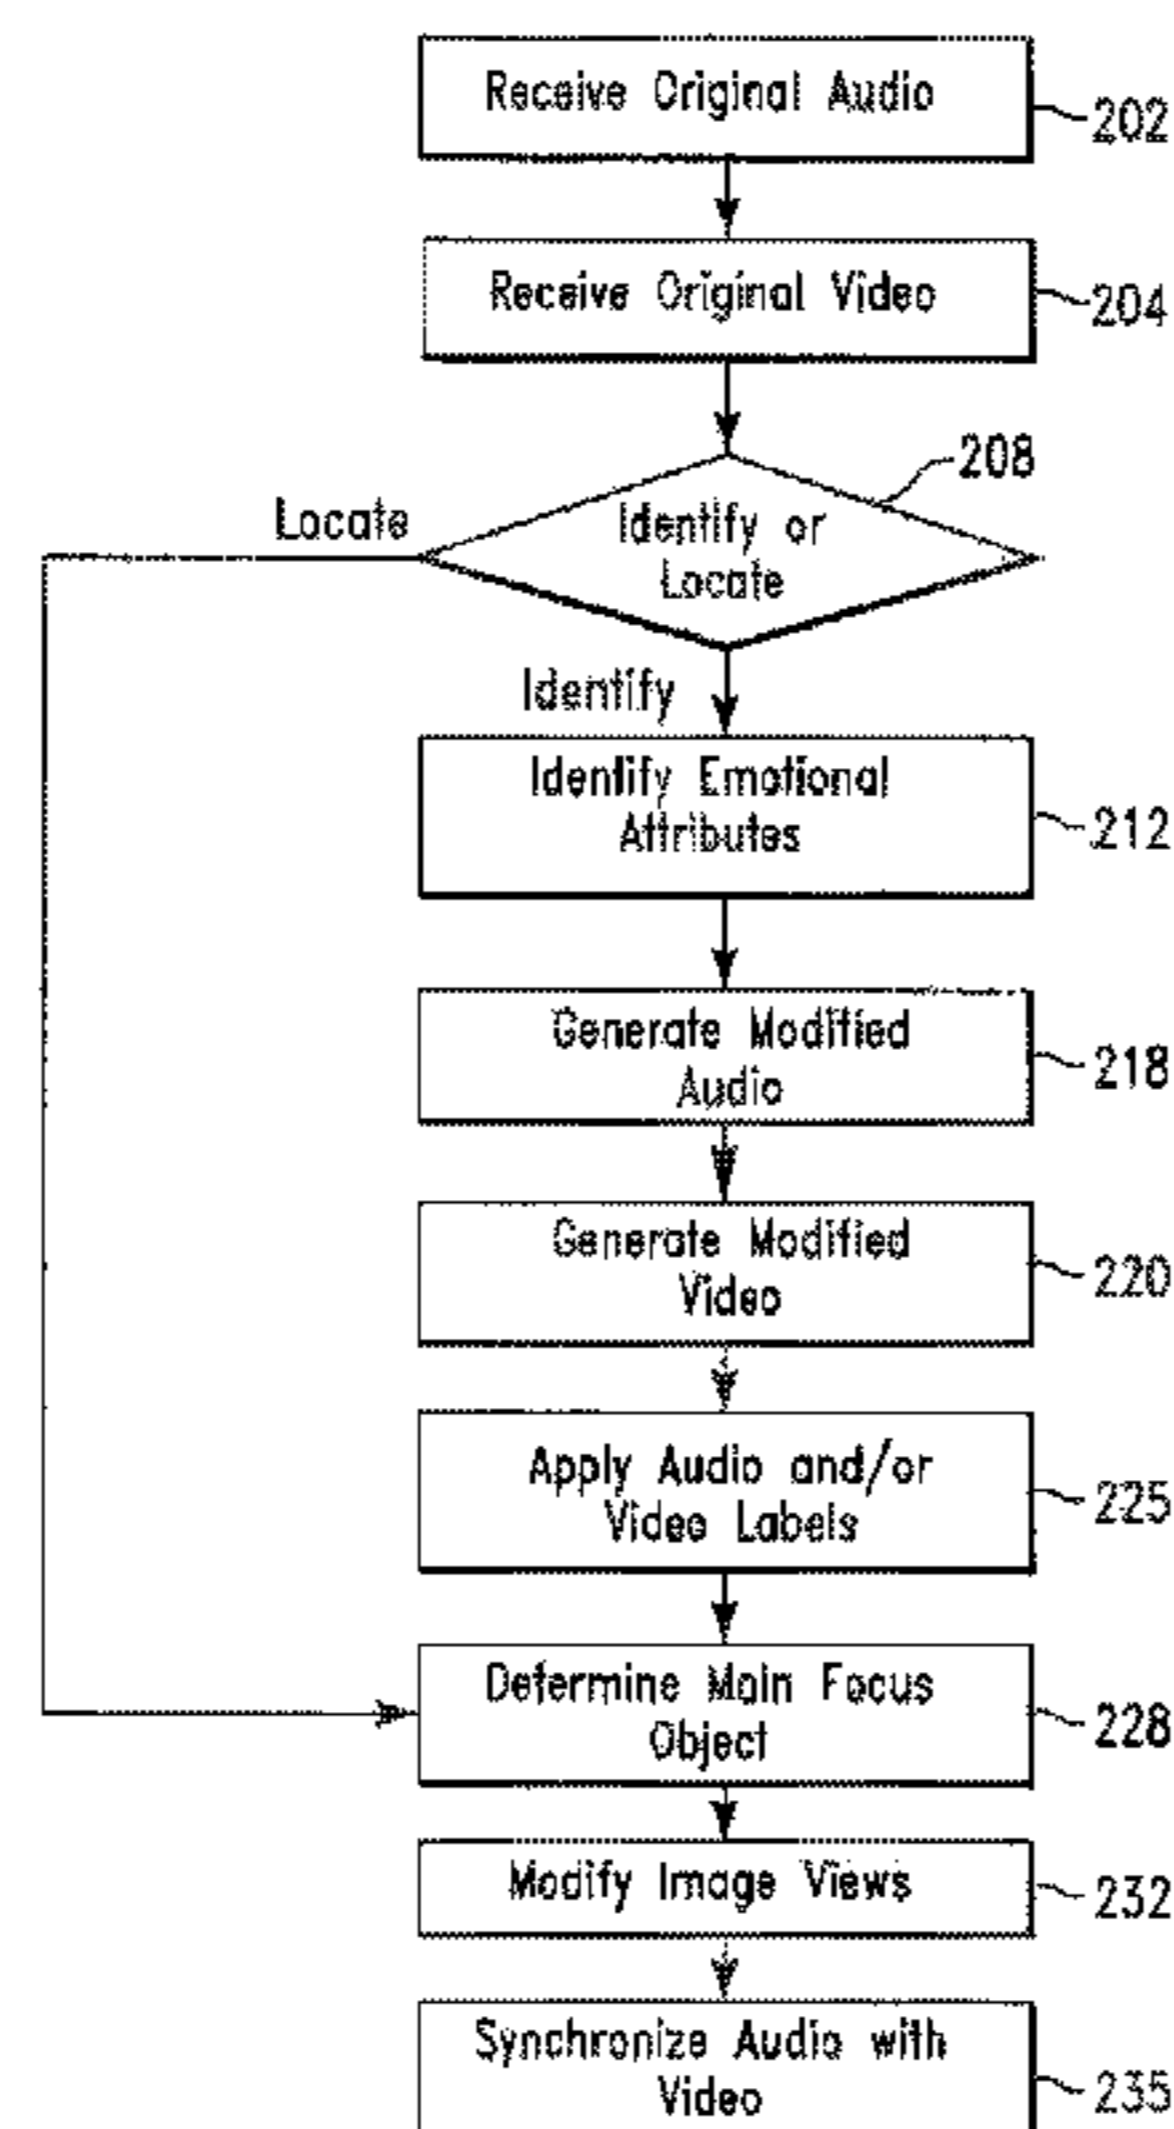 Receive Original Audio
202
Receive Original Video
204
208
Locate
Identify or
Locate
Identify
Identify Emotional
Attributes
212
Generate Modified
Audio
218
Generate Modified
Video
220
Apply Audio and/or
Video Labels
225
Determine Main Focus
Object
228
Modify Image Views
232
Synchronize Audio with
Video
235